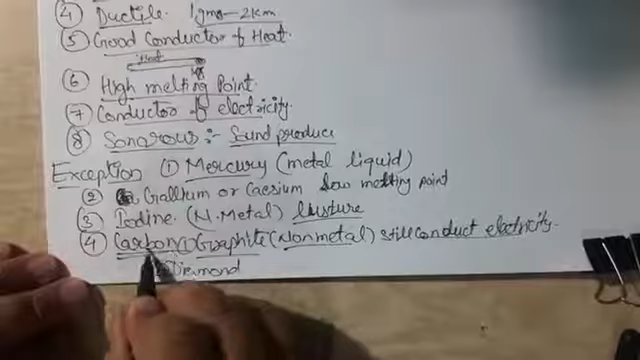 ④ Ductile. 1gm - 2km
⑤ Good Conductor of Heat
Heat
⑥ High melting Point.
⑦ Conductor of electricity.
⑧ Sonorous :- Sound produce
Exception ① Mercury (metal liquid)
② Gallium or Caesium low melting point
③ Iodine. (N.Metal) lusture
④ Carbon ① Graphite (Nonmetal) still conduct electricity.
Diamond